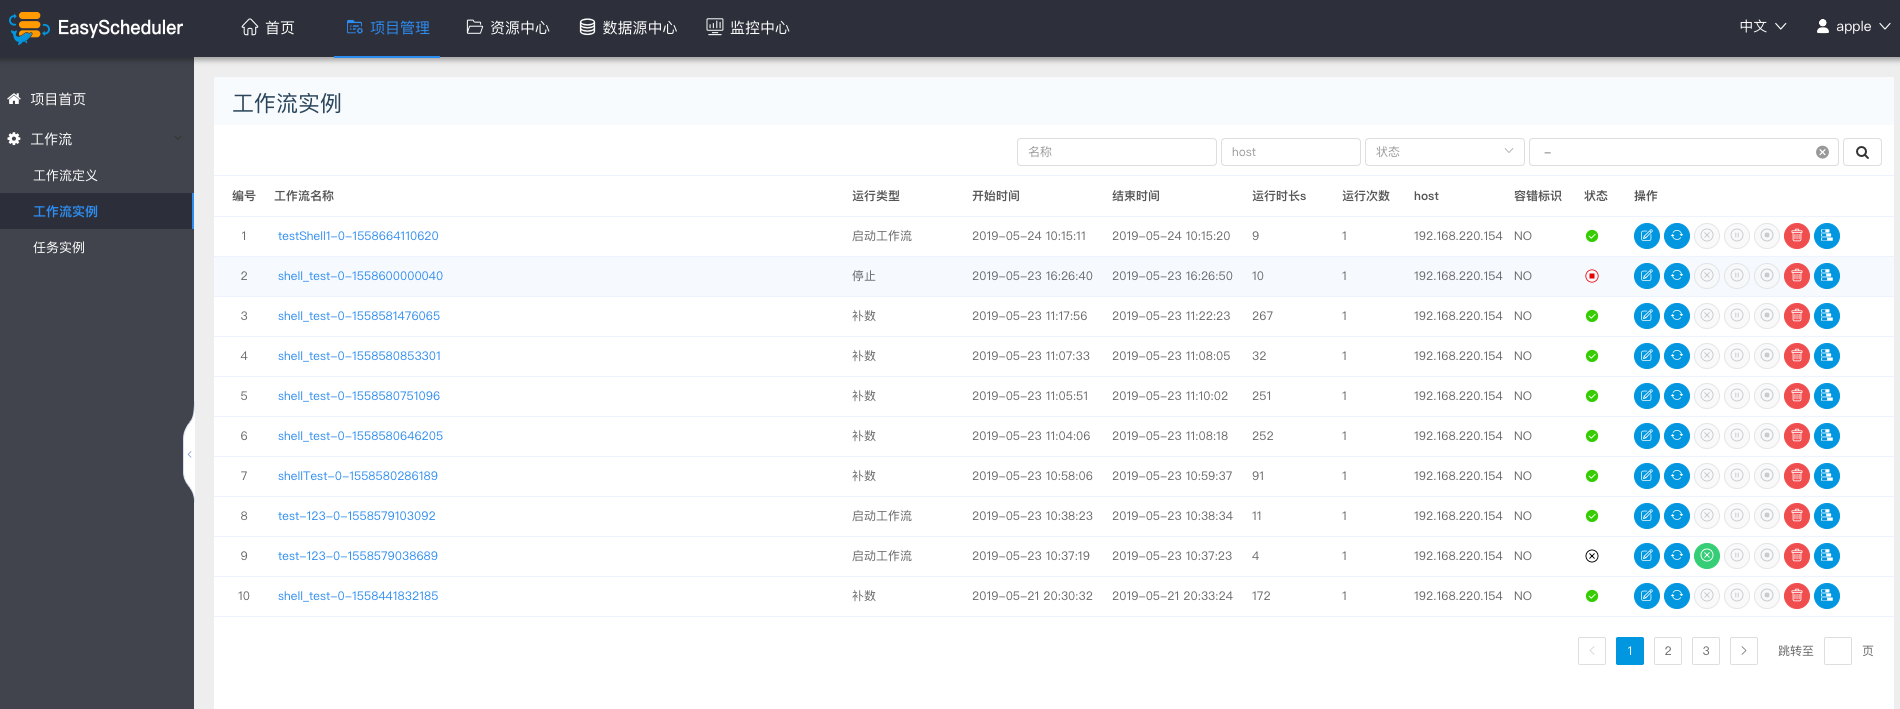 EasyScheduler 首页 项目管理 资源中心 数据源中心 监控中心 中文 apple
项目首页
工作流
工作流定义
工作流实例
任务实例
工作流实例
名称 host 状态 -
编号 工作流名称 运行类型 开始时间 结束时间 运行时长s 运行次数 host 容错标识 状态 操作
1 testShell1-0-1558664110620 启动工作流 2019-05-24 10:15:11 2019-05-24 10:15:20 9 1 192.168.220.154 NO
2 shell_test-0-1558600000040 停止 2019-05-23 16:26:40 2019-05-23 16:26:50 10 1 192.168.220.154 NO
3 shell_test-0-1558581476065 补数 2019-05-23 11:17:56 2019-05-23 11:22:23 267 1 192.168.220.154 NO
4 shell_test-0-1558580853301 补数 2019-05-23 11:07:33 2019-05-23 11:08:05 32 1 192.168.220.154 NO
5 shell_test-0-1558580751096 补数 2019-05-23 11:05:51 2019-05-23 11:10:02 251 1 192.168.220.154 NO
6 shell_test-0-1558580646205 补数 2019-05-23 11:04:06 2019-05-23 11:08:18 252 1 192.168.220.154 NO
7 shellTest-0-1558580286189 补数 2019-05-23 10:58:06 2019-05-23 10:59:37 91 1 192.168.220.154 NO
8 test-123-0-1558579103092 启动工作流 2019-05-23 10:38:23 2019-05-23 10:38:34 11 1 192.168.220.154 NO
9 test-123-0-1558579038689 启动工作流 2019-05-23 10:37:19 2019-05-23 10:37:23 4 1 192.168.220.154 NO
10 shell_test-0-1558441832185 补数 2019-05-21 20:30:32 2019-05-21 20:33:24 172 1 192.168.220.154 NO
1 2 3 跳转至 页